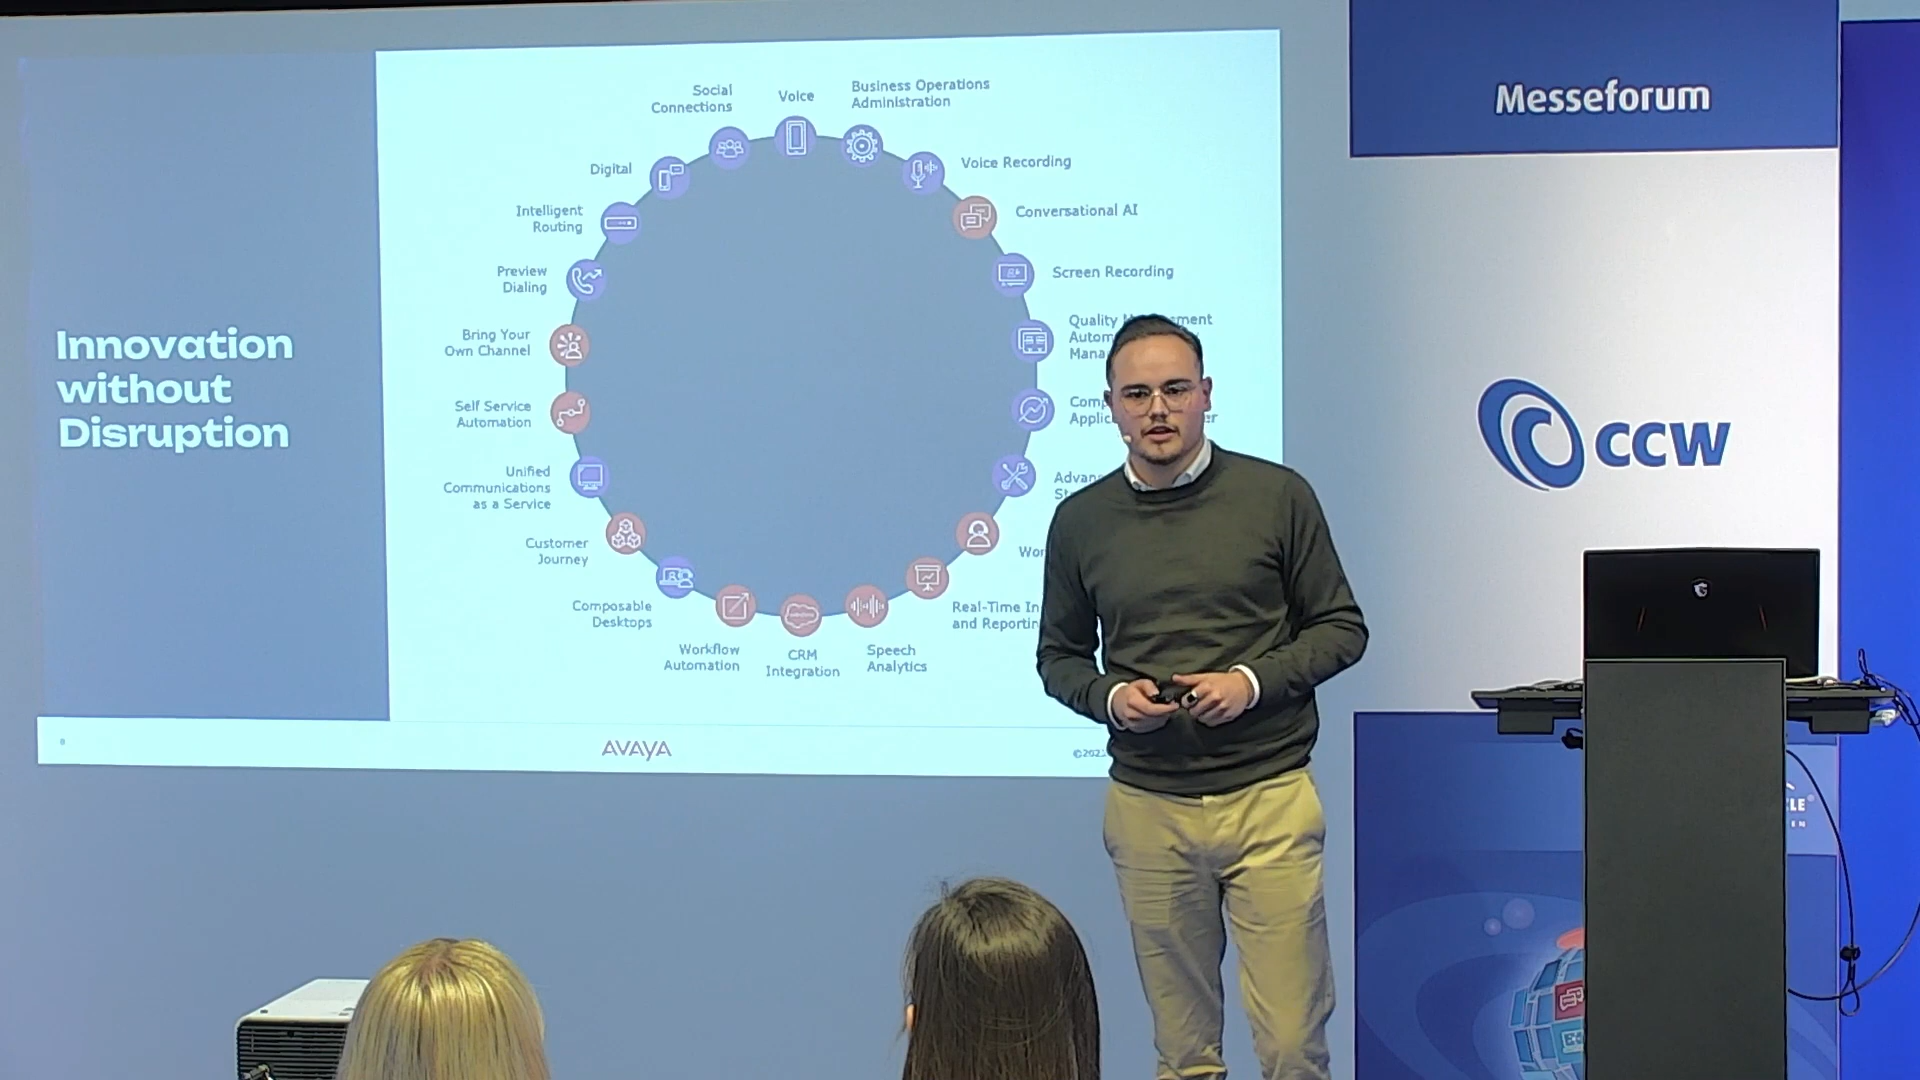 Innovation
without
Disruption
Social
Connections
Voice
Business Operations
Administration
Digital
Voice Recording
Intelligent
Routing
Conversational AI
Preview
Dialing
Screen Recording
Bring Your
Own Channel
Quality
Self Service
Automation
Unified
Communications
as a Service
Customer
Journey
Composable
Desktops
Real-Time
and
Workflow
Automation
CRM
Integration
Speech
Analytics
8
AVAYA
Messeforum
CCW